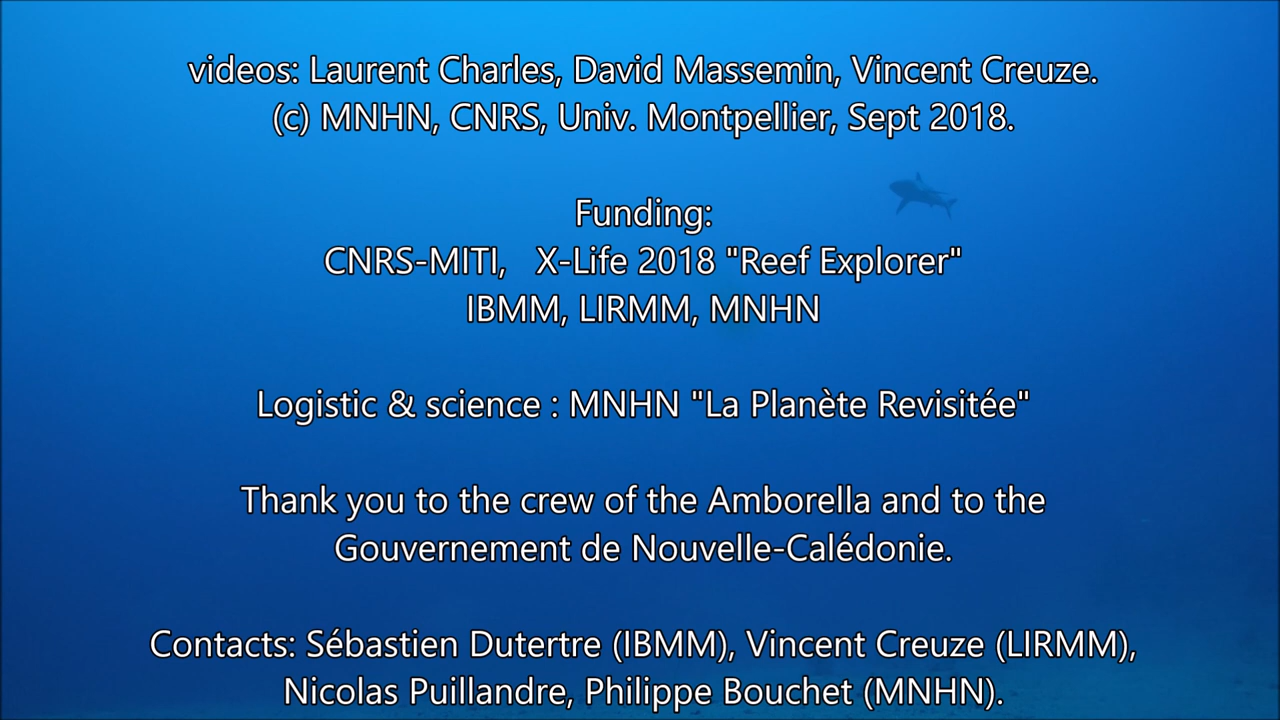 videos: Laurent Charles, David Massemin, Vincent Creuze.
(c) MNHN, CNRS, Univ. Montpellier, Sept 2018.
Funding:
CNRS-MITI,   X-Life 2018 "Reef Explorer"
IBMM, LIRMM, MNHN
Logistic & science : MNHN "La Planète Revisitée"
Thank you to the crew of the Amborella and to the
Gouvernement de Nouvelle-Calédonie.
Contacts: Sébastien Dutertre (IBMM), Vincent Creuze (LIRMM),
Nicolas Puillandre, Philippe Bouchet (MNHN).